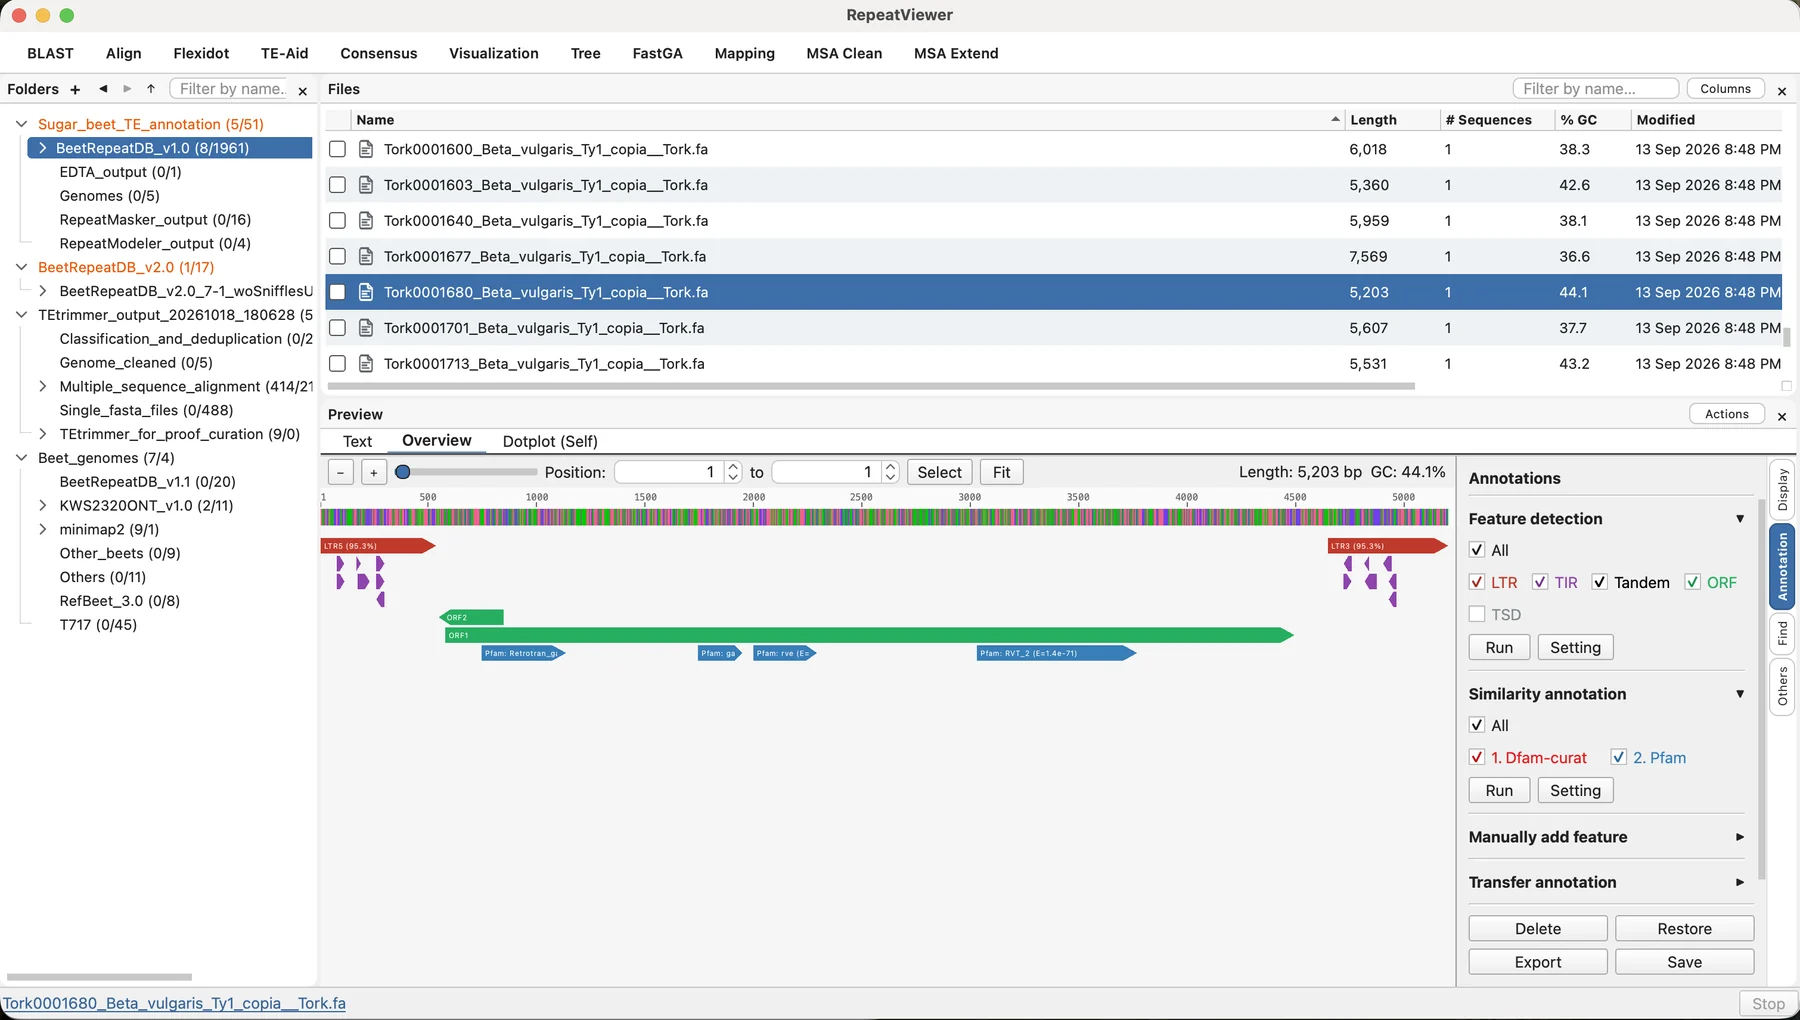 RepeatViewer
BLAST Align Flexidot TE-Aid Consensus Visualization Tree FastGA Mapping MSA Clean MSA Extend
Folders + Filter by name...
Sugar_beet_TE_annotation (5/51)
BeetRepeatDB_v1.0 (8/1961)
EDTA_output (0/1)
Genomes (0/5)
RepeatMasker_output (0/16)
RepeatModeler_output (0/4)
BeetRepeatDB_v2.0 (1/17)
BeetRepeatDB_v2.0_7-1_woSnifflesU
TEtrimmer_output_20261018_180628 (5
Classification_and_deduplication (0/2
Genome_cleaned (0/5)
Multiple_sequence_alignment (414/21
Single_fasta_files (0/488)
TEtrimmer_for_proof_curation (9/0)
Beet_genomes (7/4)
BeetRepeatDB_v1.1 (0/20)
KWS2320ONT_v1.0 (2/11)
minimap2 (9/1)
Other_beets (0/9)
Others (0/11)
RefBeet_3.0 (0/8)
T717 (0/45)
Files Filter by name... Columns
Name Length # Sequences % GC Modified
Tork0001600_Beta_vulgaris_Ty1_copia__Tork.fa 6,018 1 38.3 13 Sep 2026 8:48 PM
Tork0001603_Beta_vulgaris_Ty1_copia__Tork.fa 5,360 1 42.6 13 Sep 2026 8:48 PM
Tork0001640_Beta_vulgaris_Ty1_copia__Tork.fa 5,959 1 38.1 13 Sep 2026 8:48 PM
Tork0001677_Beta_vulgaris_Ty1_copia__Tork.fa 7,569 1 36.6 13 Sep 2026 8:48 PM
Tork0001680_Beta_vulgaris_Ty1_copia__Tork.fa 5,203 1 44.1 13 Sep 2026 8:48 PM
Tork0001701_Beta_vulgaris_Ty1_copia__Tork.fa 5,607 1 37.7 13 Sep 2026 8:48 PM
Tork0001713_Beta_vulgaris_Ty1_copia__Tork.fa 5,531 1 43.2 13 Sep 2026 8:48 PM
Preview Actions
Text Overview Dotplot (Self)
- + Position: 1 to 1 Select Fit Length: 5,203 bp GC: 44.1%
1 500 1000 1500 2000 2500 3000 3500 4000 4500 5000
LTR5 (95.3%) LTR3 (95.3%)
ORF2
ORF1
Pfam: Retrotran_ga Pfam: ga Pfam: rve (E= Pfam: RVT_2 (E=1.4e-71)
Annotations
Feature detection
All
LTR TIR Tandem ORF
TSD
Run Setting
Similarity annotation
All
1. Dfam-curat 2. Pfam
Run Setting
Manually add feature
Transfer annotation
Delete Restore
Export Save
Display
Annotation
Find
Others
Tork0001680_Beta_vulgaris_Ty1_copia__Tork.fa Stop